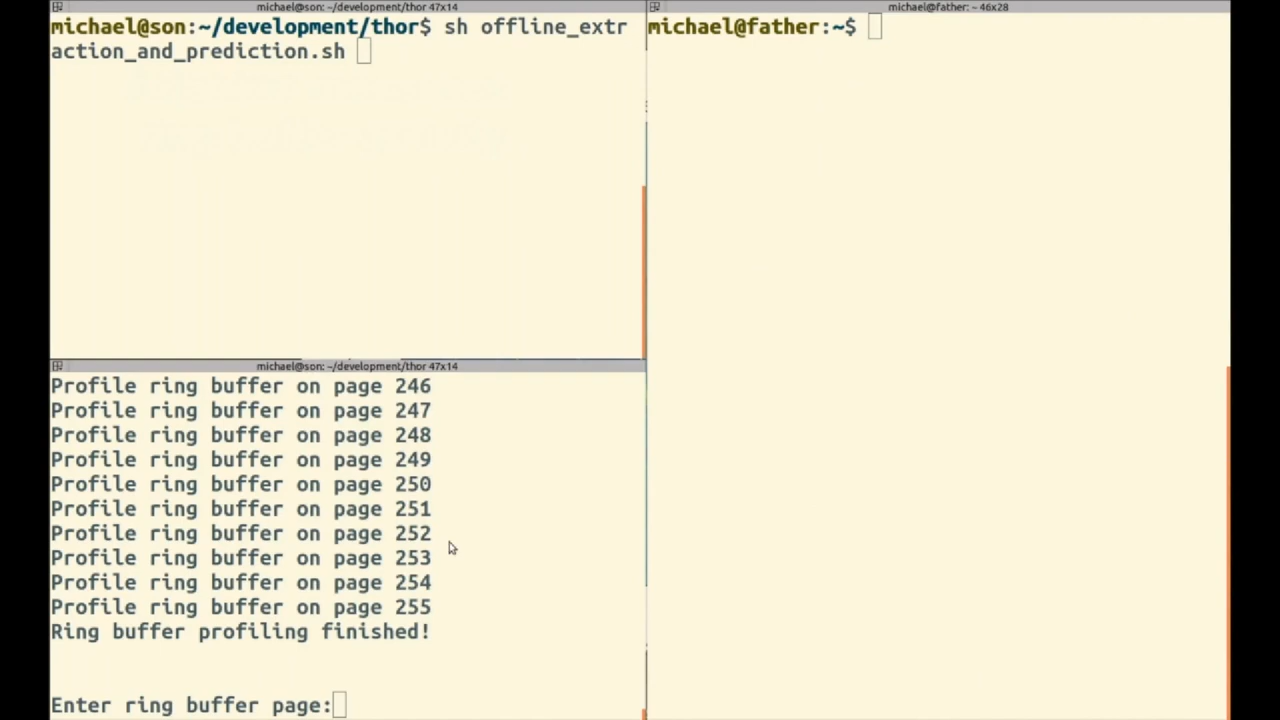 michael@son: ~/development/thor 47x14
michael@son:~/development/thor$ sh offline_extr
action_and_prediction.sh
michael@son: ~/development/thor 47x14
Profile ring buffer on page 246
Profile ring buffer on page 247
Profile ring buffer on page 248
Profile ring buffer on page 249
Profile ring buffer on page 250
Profile ring buffer on page 251
Profile ring buffer on page 252
Profile ring buffer on page 253
Profile ring buffer on page 254
Profile ring buffer on page 255
Ring buffer profiling finished!
Enter ring buffer page:
michael@father: ~ 46x28
michael@father:~$